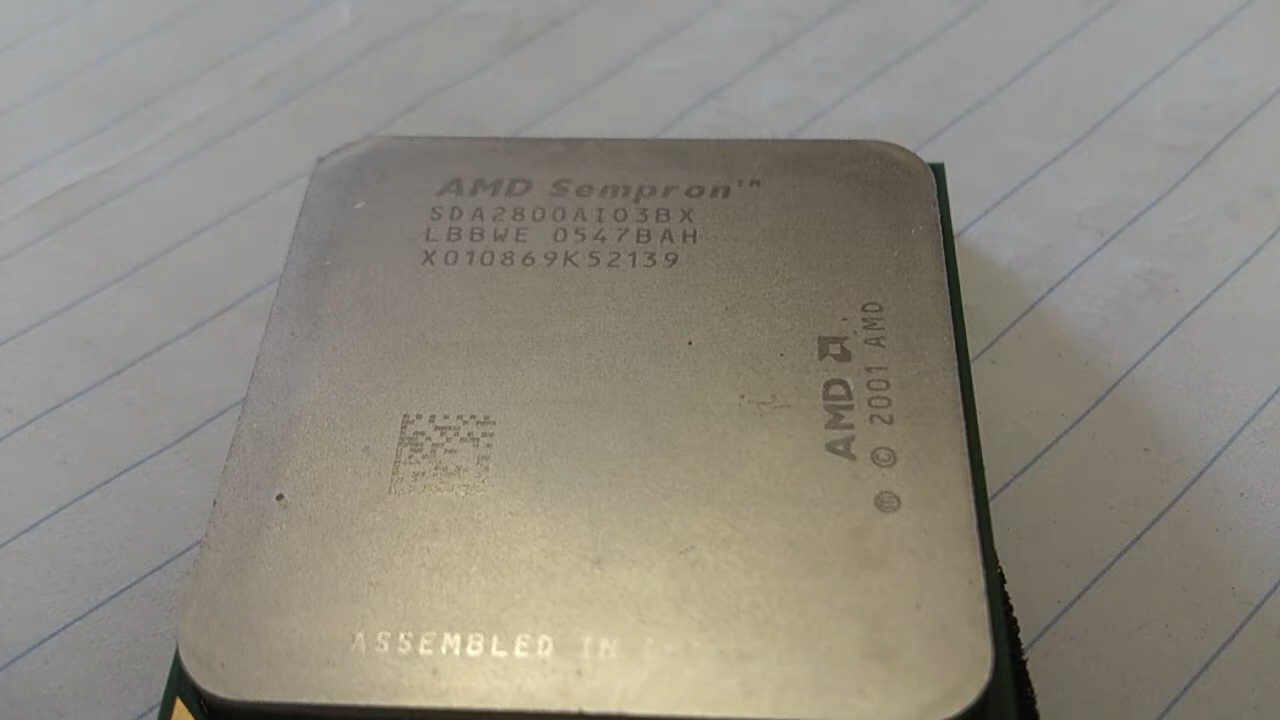 AMD Sempron™
SDA2800AIO3BX
LBBWE 0547BAH
X010869K52139
AMD
Ⓜ © 2001 AMD
ASSEMBLED IN